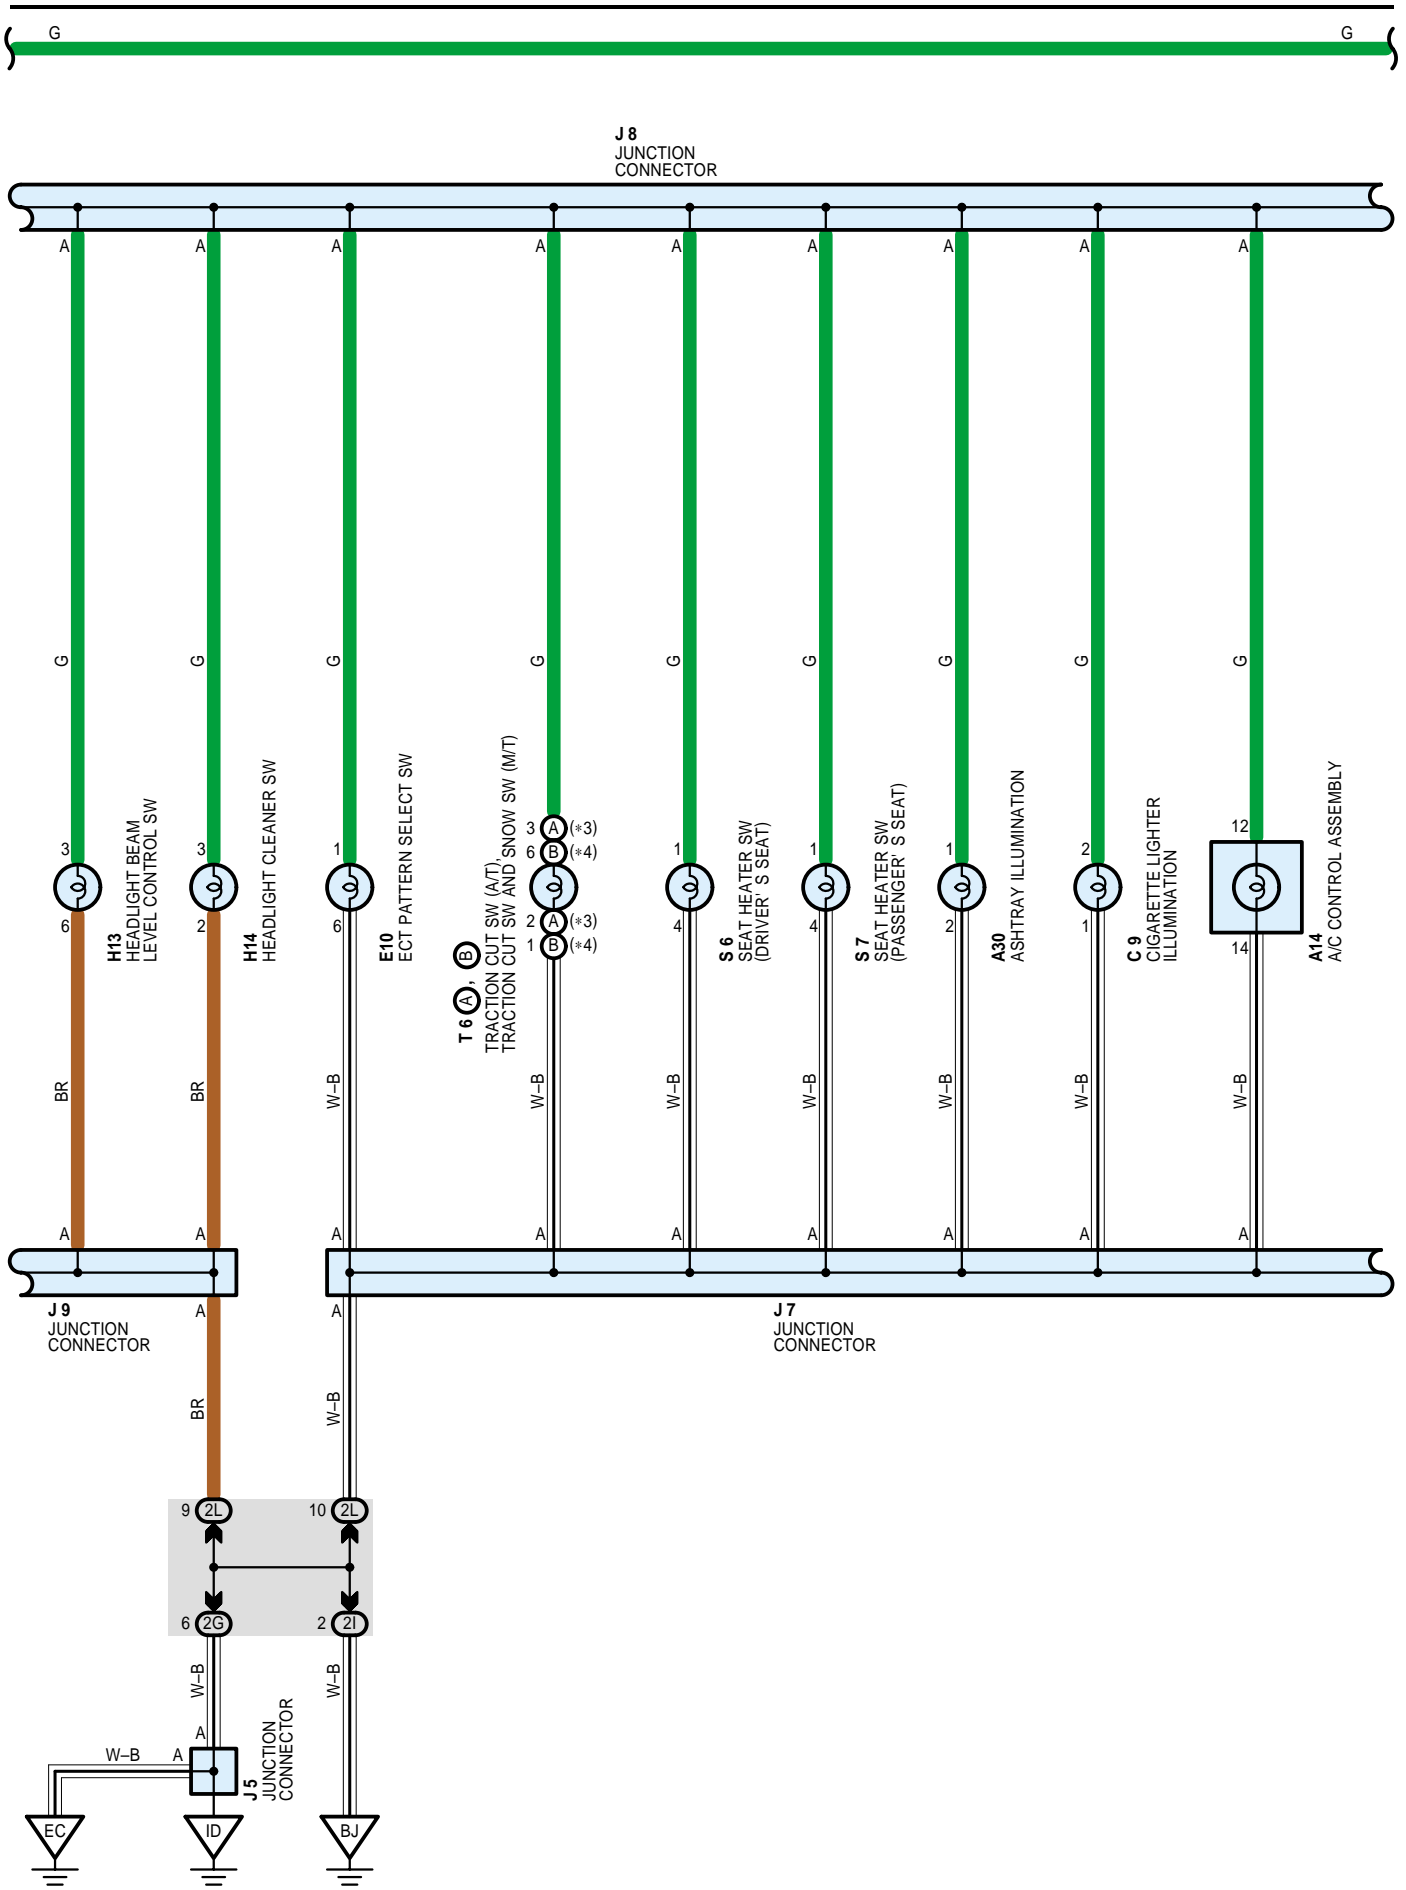 G G
J 8
JUNCTION
CONNECTOR
A A A A A A A A A
G G G G G G G G G
3 3 1 3 A (∗3) 1 1 1 2 12
6 B (∗4)
6 2 6 2 A (∗3) 4 4 2 1 14
1 B (∗4)
H13
HEADLIGHT BEAM
LEVEL CONTROL SW
H14
HEADLIGHT CLEANER SW
E10
ECT PATTERN SELECT SW
T 6 A , B
TRACTION CUT SW (A/T),
TRACTION CUT SW AND SNOW SW (M/T)
S 6
SEAT HEATER SW
(DRIVER' S SEAT)
S 7
SEAT HEATER SW
(PASSENGER' S SEAT)
A30
ASHTRAY ILLUMINATION
C 9
CIGARETTE LIGHTER
ILLUMINATION
A14
A/C CONTROL ASSEMBLY
BR BR W–B W–B W–B W–B W–B W–B W–B
A A A A A A A A A
J 9
JUNCTION
CONNECTOR
A A
J 7
JUNCTION
CONNECTOR
BR W–B
9 2L 10 2L
6 2G 2 2I
W–B W–B
A
W–B A
J 5
JUNCTION
CONNECTOR
EC ID BJ